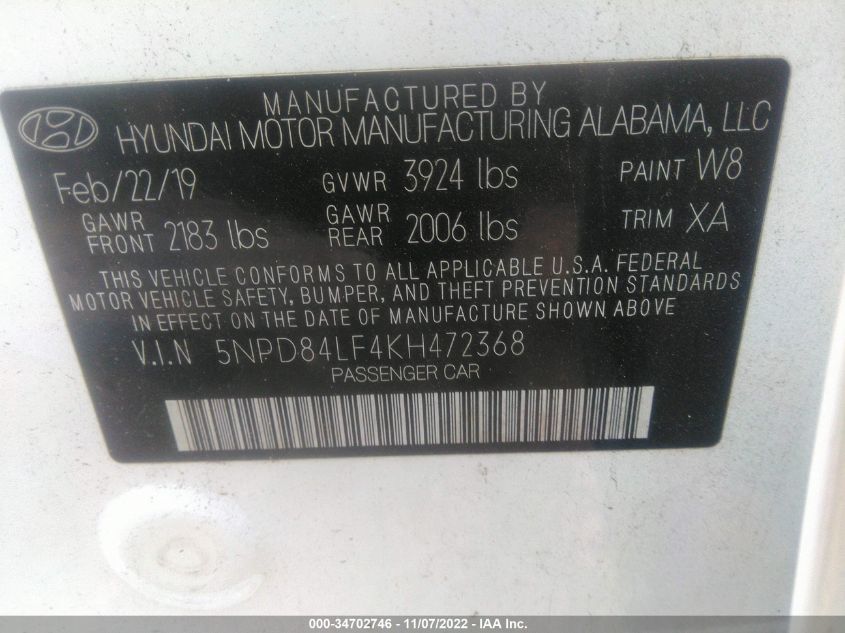 MANUFACTURED BY
HYUNDAI MOTOR MANUFACTURING ALABAMA, LLC
Feb/22/19 GVWR 3924 lbs PAINT W8
GAWR FRONT 2183 lbs GAWR REAR 2006 lbs TRIM XA
THIS VEHICLE CONFORMS TO ALL APPLICABLE U.S.A. FEDERAL
MOTOR VEHICLE SAFETY, BUMPER, AND THEFT PREVENTION STANDARDS
IN EFFECT ON THE DATE OF MANUFACTURE SHOWN ABOVE
V.I.N 5NPD84LF4KH472368
PASSENGER CAR
000-34702746 - 11/07/2022 - IAA Inc.